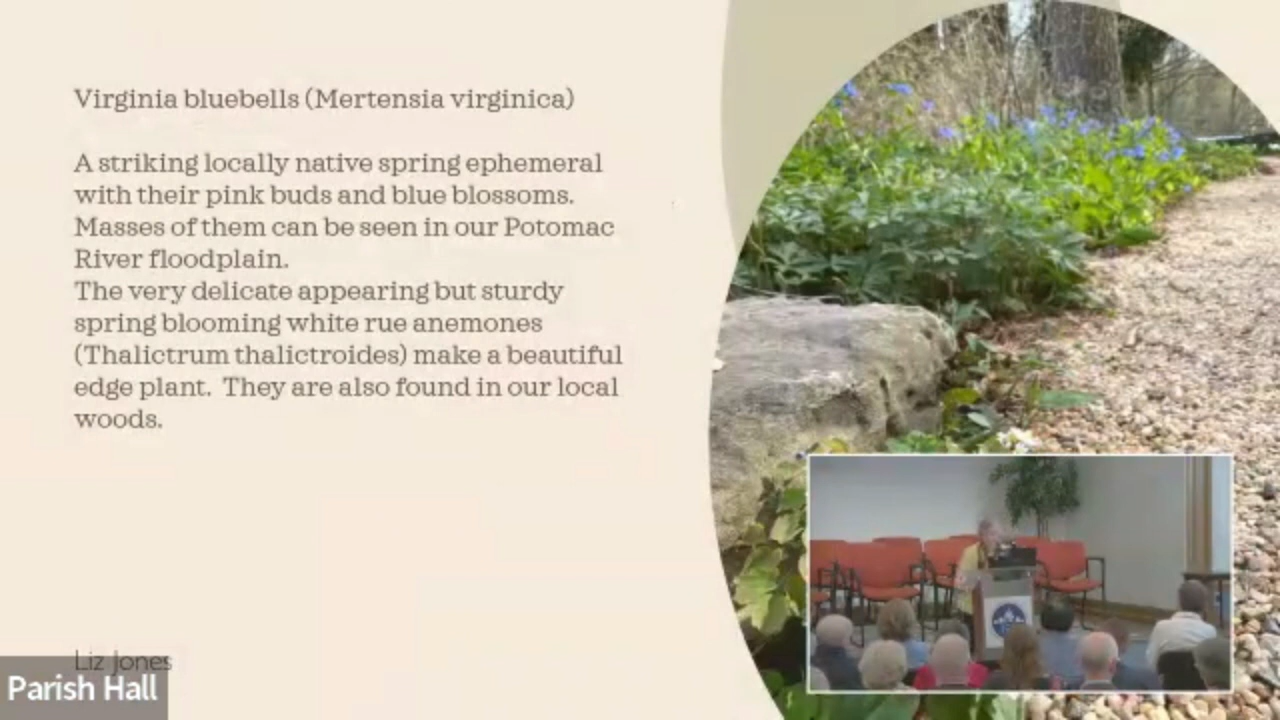 Virginia bluebells (Mertensia virginica)
A striking locally native spring ephemeral
with their pink buds and blue blossoms.
Masses of them can be seen in our Potomac
River floodplain.
The very delicate appearing but sturdy
spring blooming white rue anemones
(Thalictrum thalictroides) make a beautiful
edge plant.  They are also found in our local
woods.
Liz Jones
Parish Hall